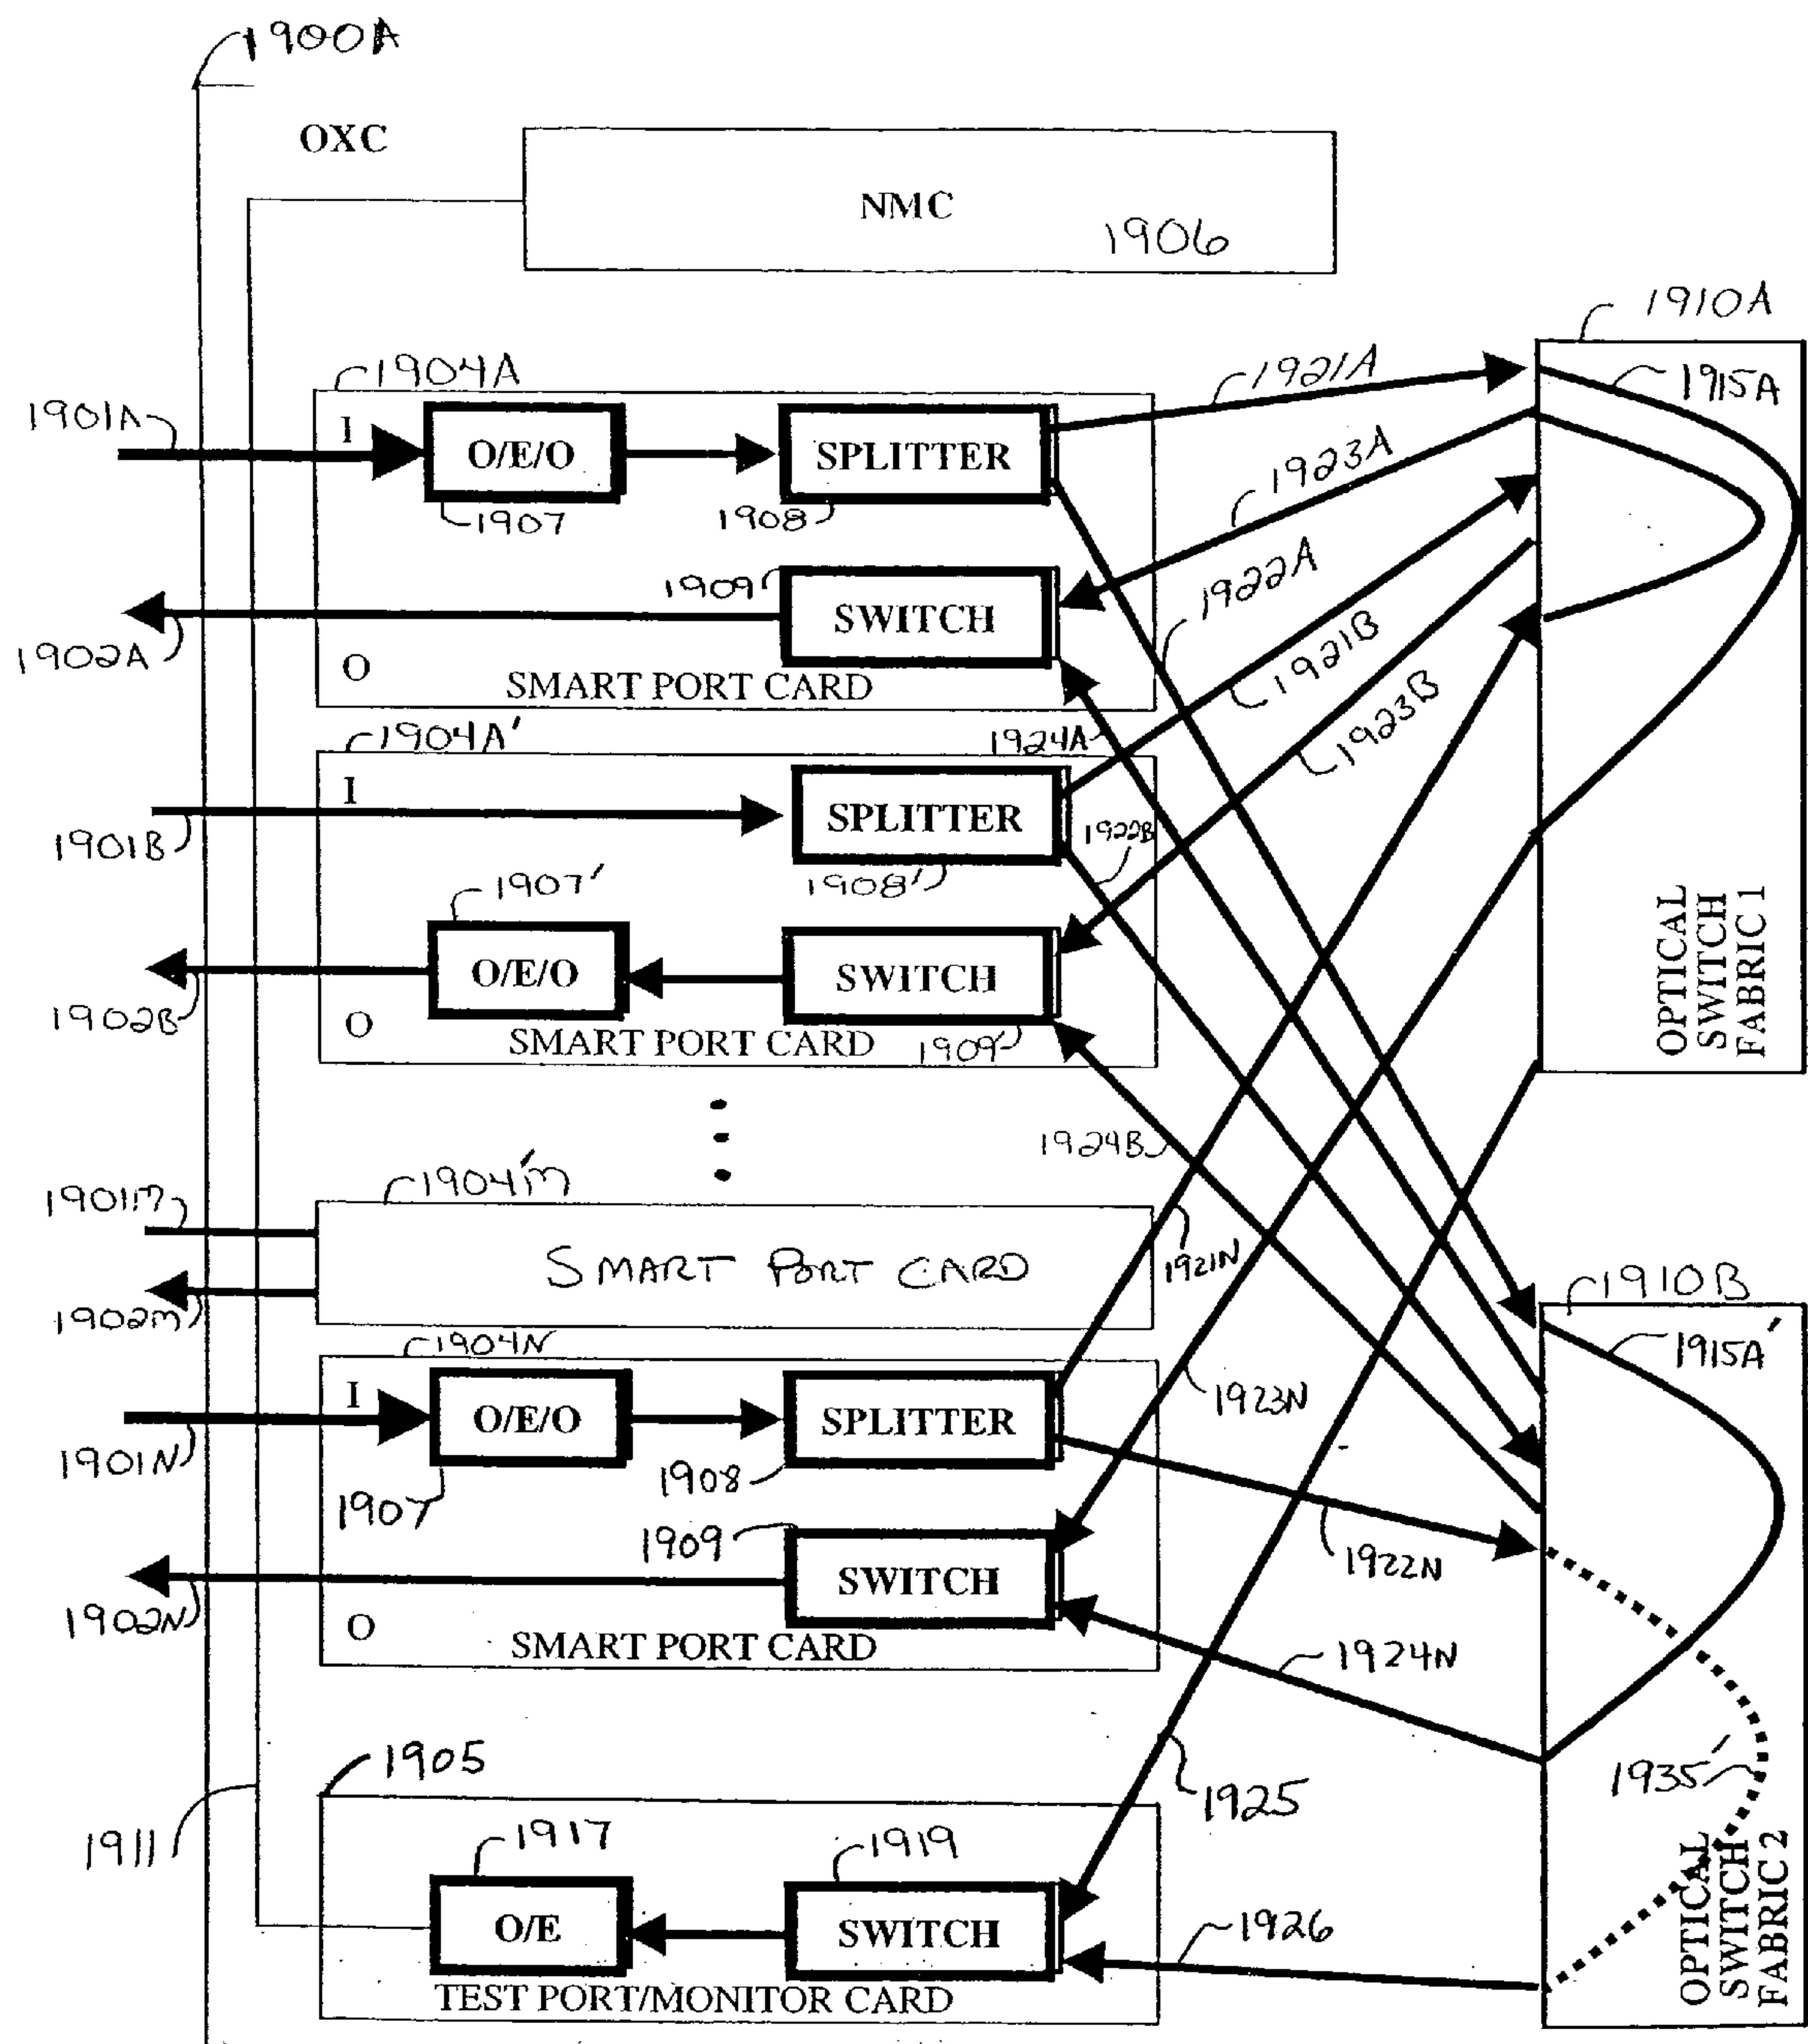 1900A
OXC
NMC
1906
1910A
1904A
1921A
1915A
1901A
I
O/E/O
SPLITTER
1923A
1907
1908
1922A
1909
SWITCH
1902A
O
SMART PORT CARD
1921B
1923B
1924A
1904A'
I
SPLITTER
1901B
1922B
1907'
1908'
O/E/O
SWITCH
1902B
O
SMART PORT CARD
1909'
OPTICAL
SWITCH
FABRIC 1
1924B
1904'm
1901m
SMART PORT CARD
1921N
1902m
1910B
1904N
1915A'
I
O/E/O
SPLITTER
1923N
1901N
1907
1908
1909
1922N
SWITCH
1902N
O
SMART PORT CARD
1924N
1905
1935'
1925
1911
1917
1919
O/E
SWITCH
1926
TEST PORT/MONITOR CARD
OPTICAL
SWITCH
FABRIC 2